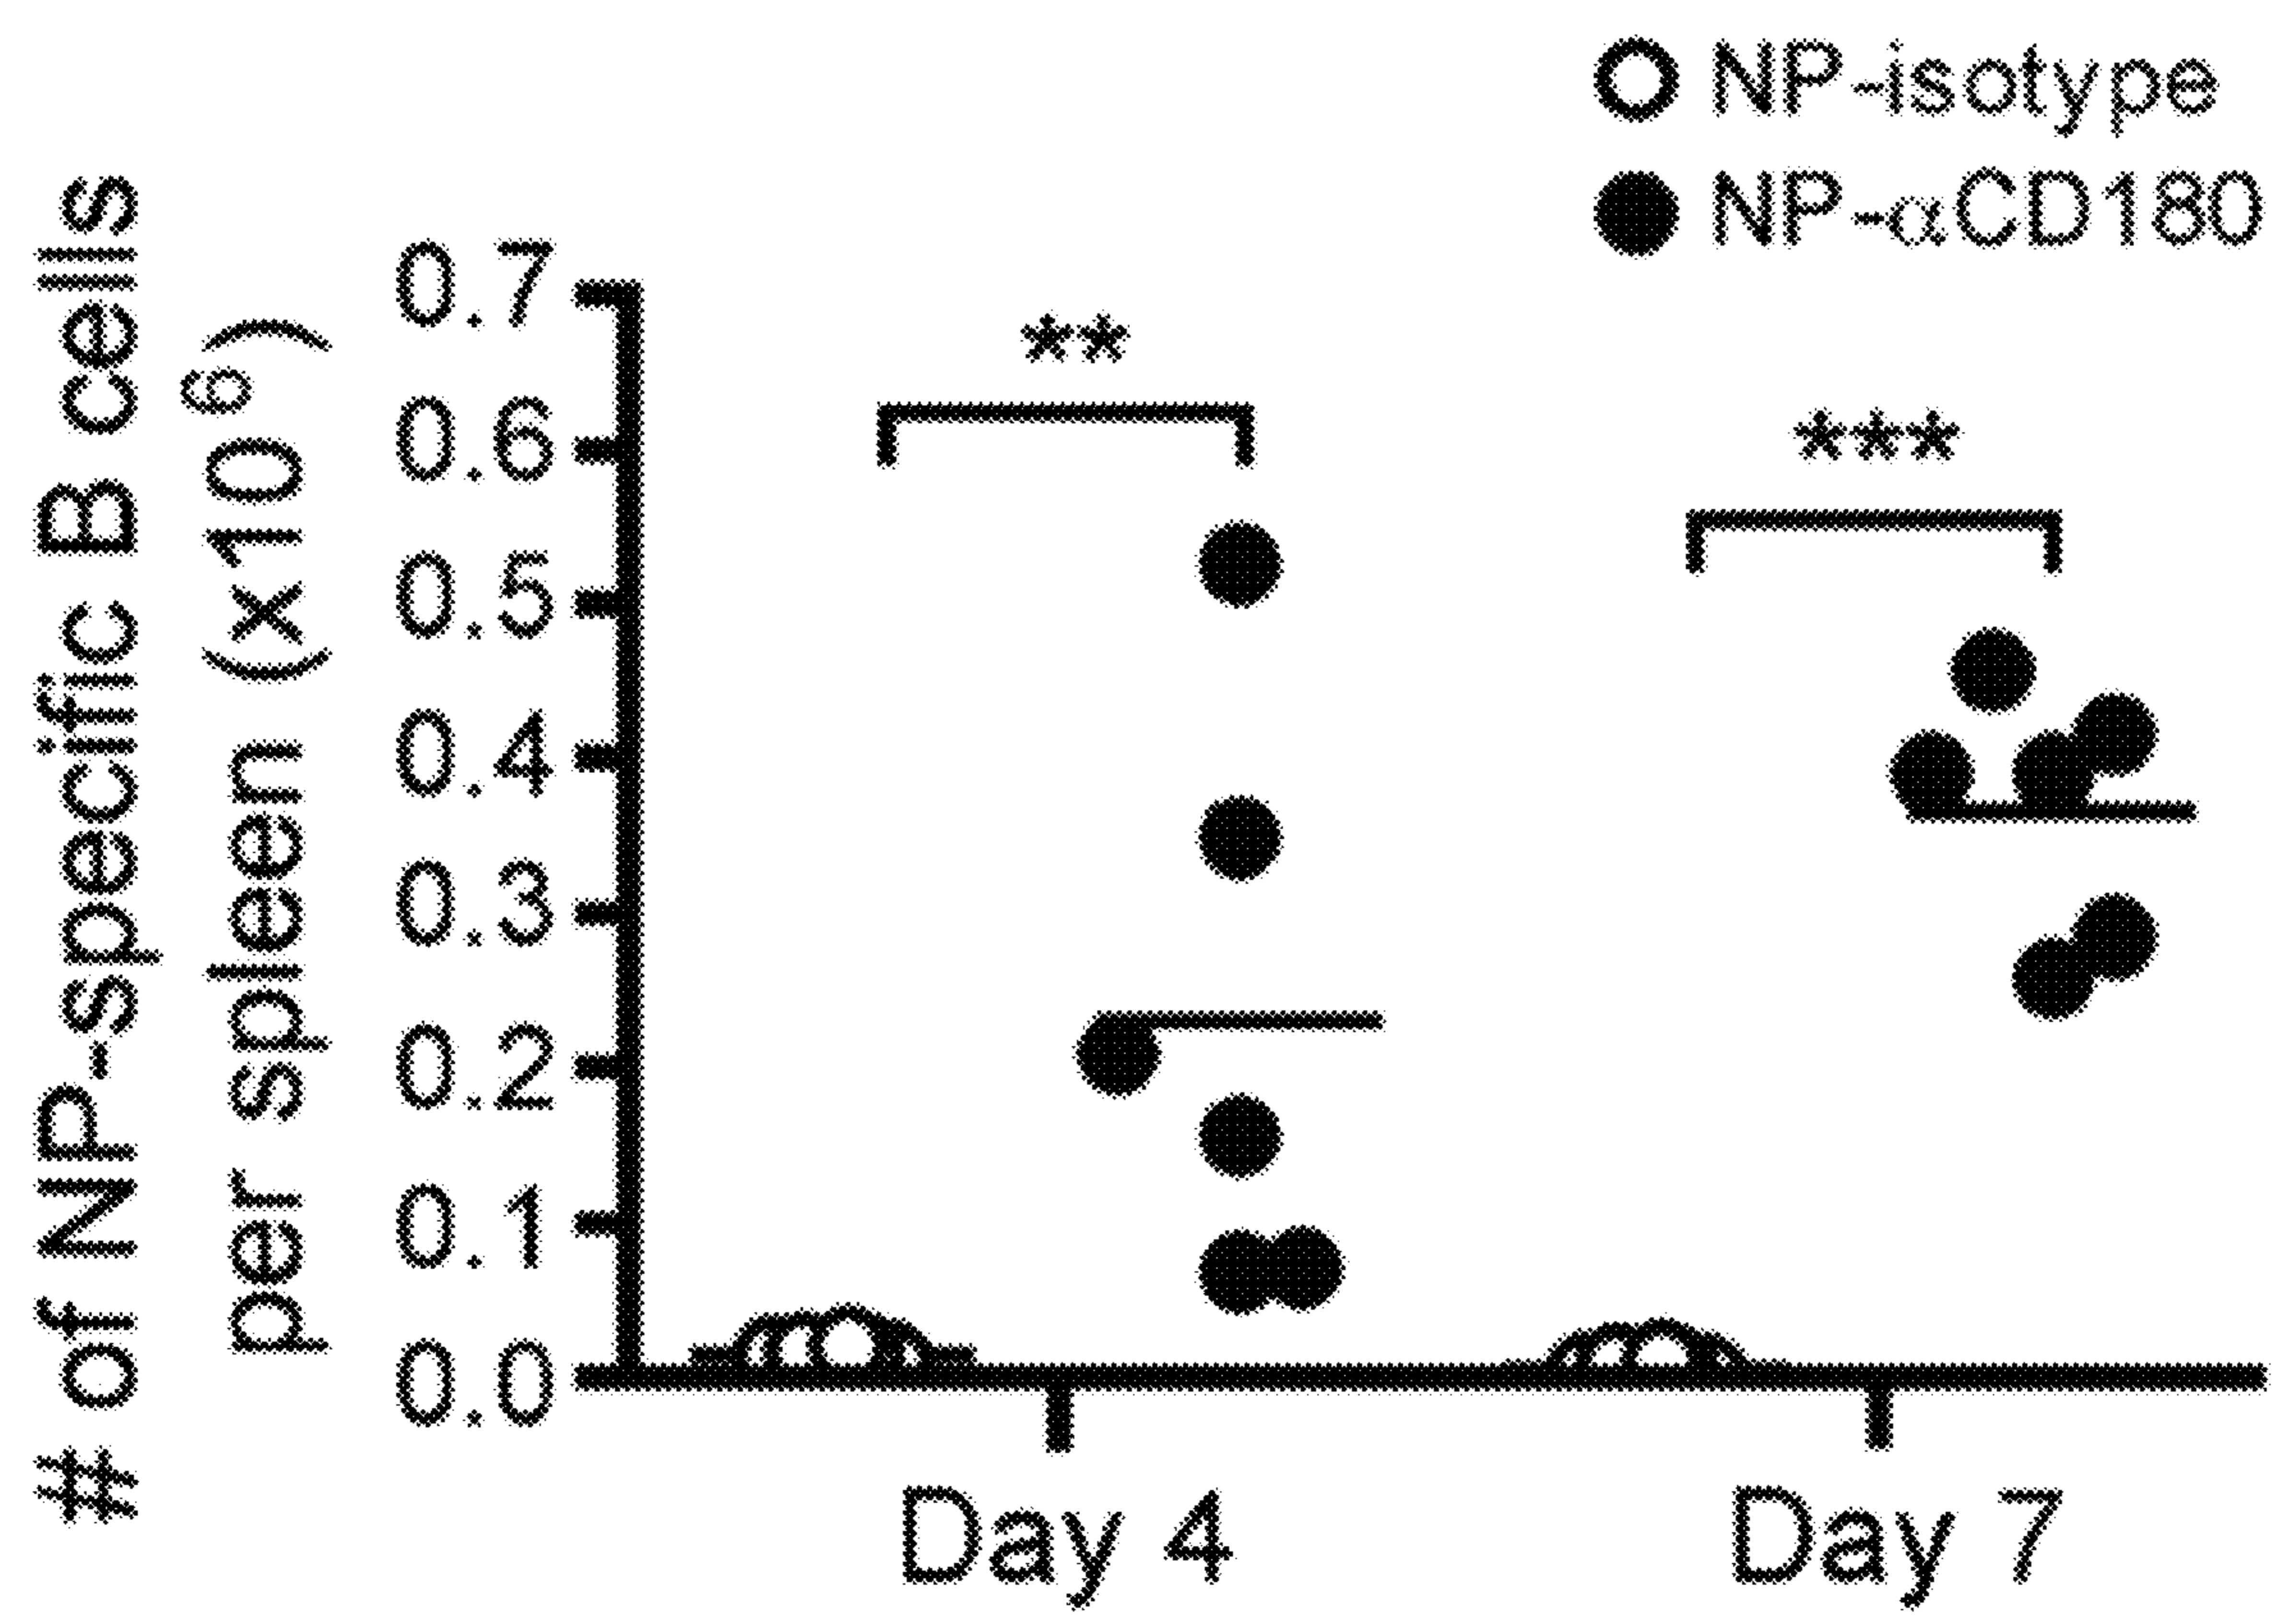 NP-isotype
NP-αCD180
# of NP-specific B cells
per spleen (x10⁶)
0.7
0.6
0.5
0.4
0.3
0.2
0.1
0.0
**
***
Day 4
Day 7